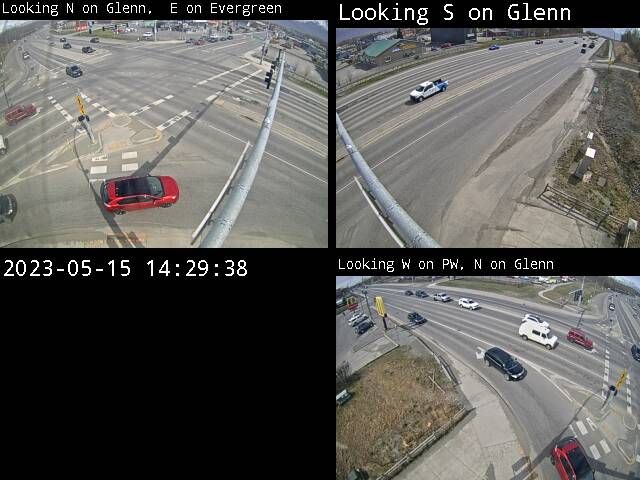 Looking N on Glenn, E on Evergreen
Looking S on Glenn
2023-05-15 14:29:38
Looking W on PW, N on Glenn